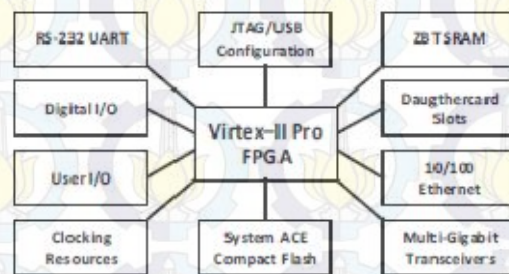 RS-232 UART
JTAG/USB
Configuration
ZBT SRAM
Digital I/O
Daugthercard
Slots
Virtex-II Pro
FPGA
User I/O
10/100
Ethernet
Clocking
Resources
System ACE
Compact Flash
Multi-Gigabit
Transceivers